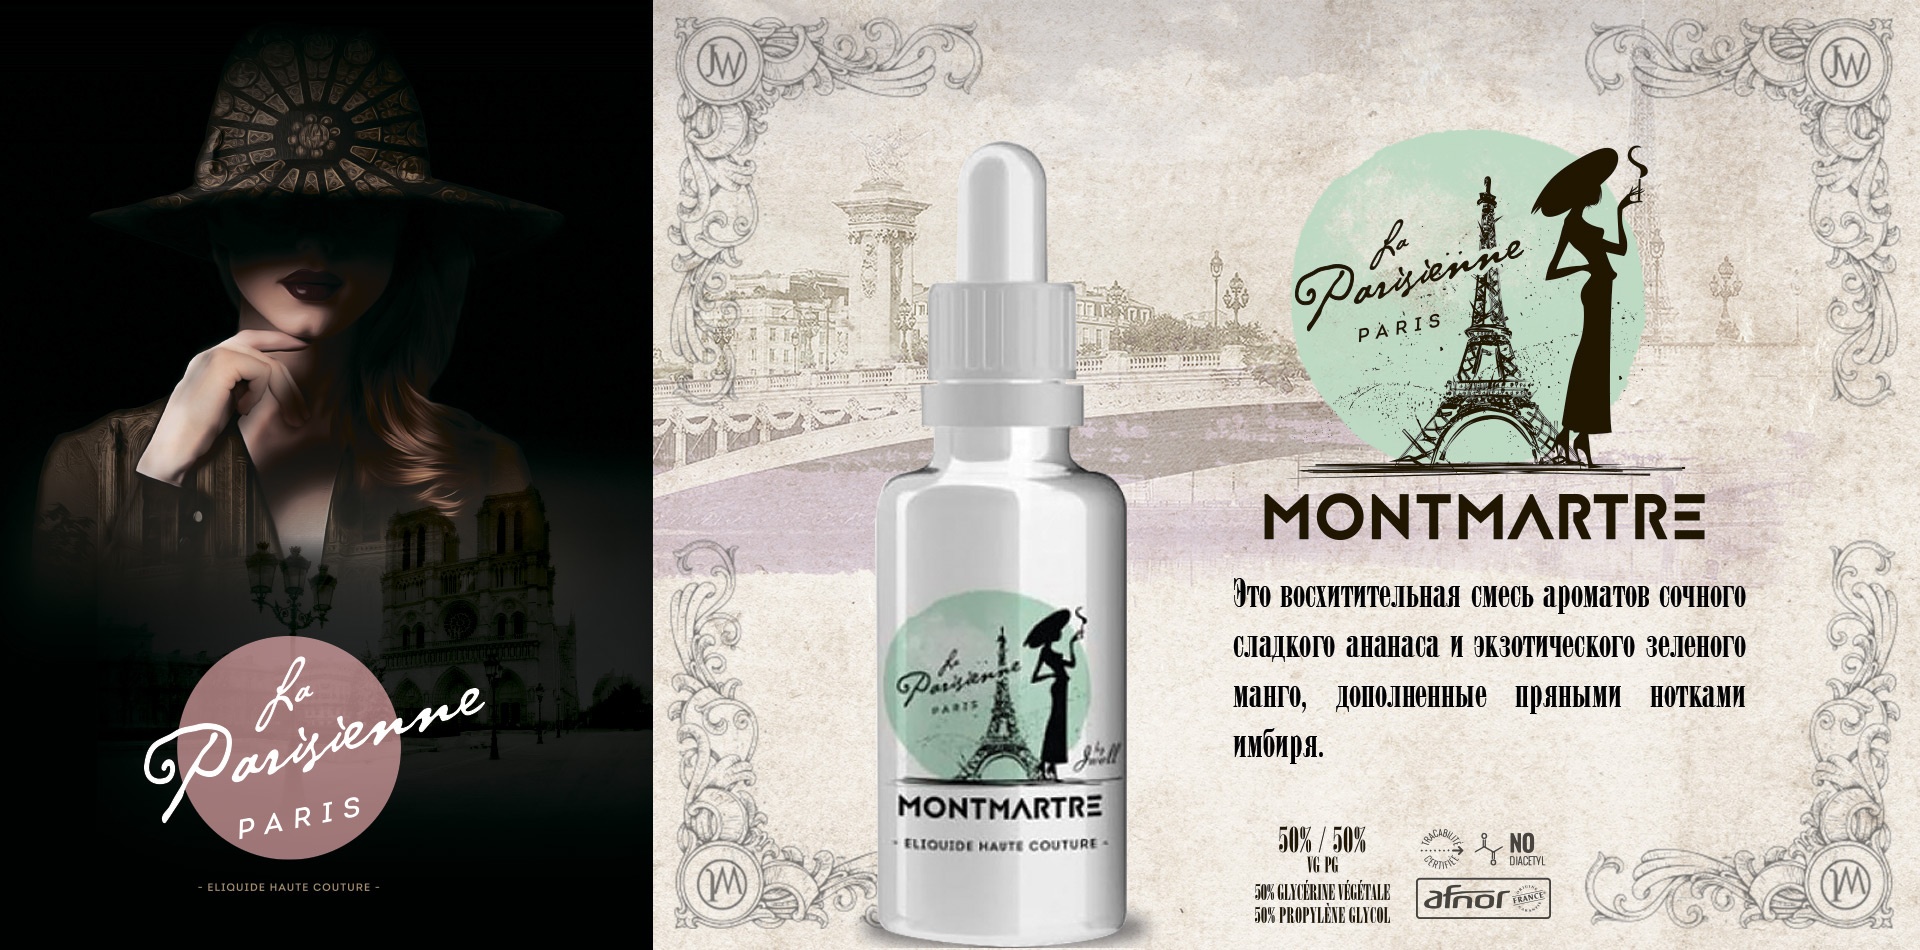 La
Parisienne
PARIS
- ELIQUIDE HAUTE COUTURE -
JW
JW
La
Parisienne
PARIS
MONTMARTRE
Это восхитительная смесь ароматов сочного
сладкого ананаса и экзотического зеленого
манго, дополненные пряными нотками
имбиря.
La
Parisienne
PARIS
by
Jwell
MONTMARTRE
- ELIQUIDE HAUTE COUTURE -
50% / 50%
VG PG
50% GLYCÉRINE VÉGÉTALE
50% PROPYLÈNE GLYCOL
TRACABILITÉ
CERTIFIÉE
NO
DIACETYL
afnor
ORIGINE
FRANCE
JW
JW